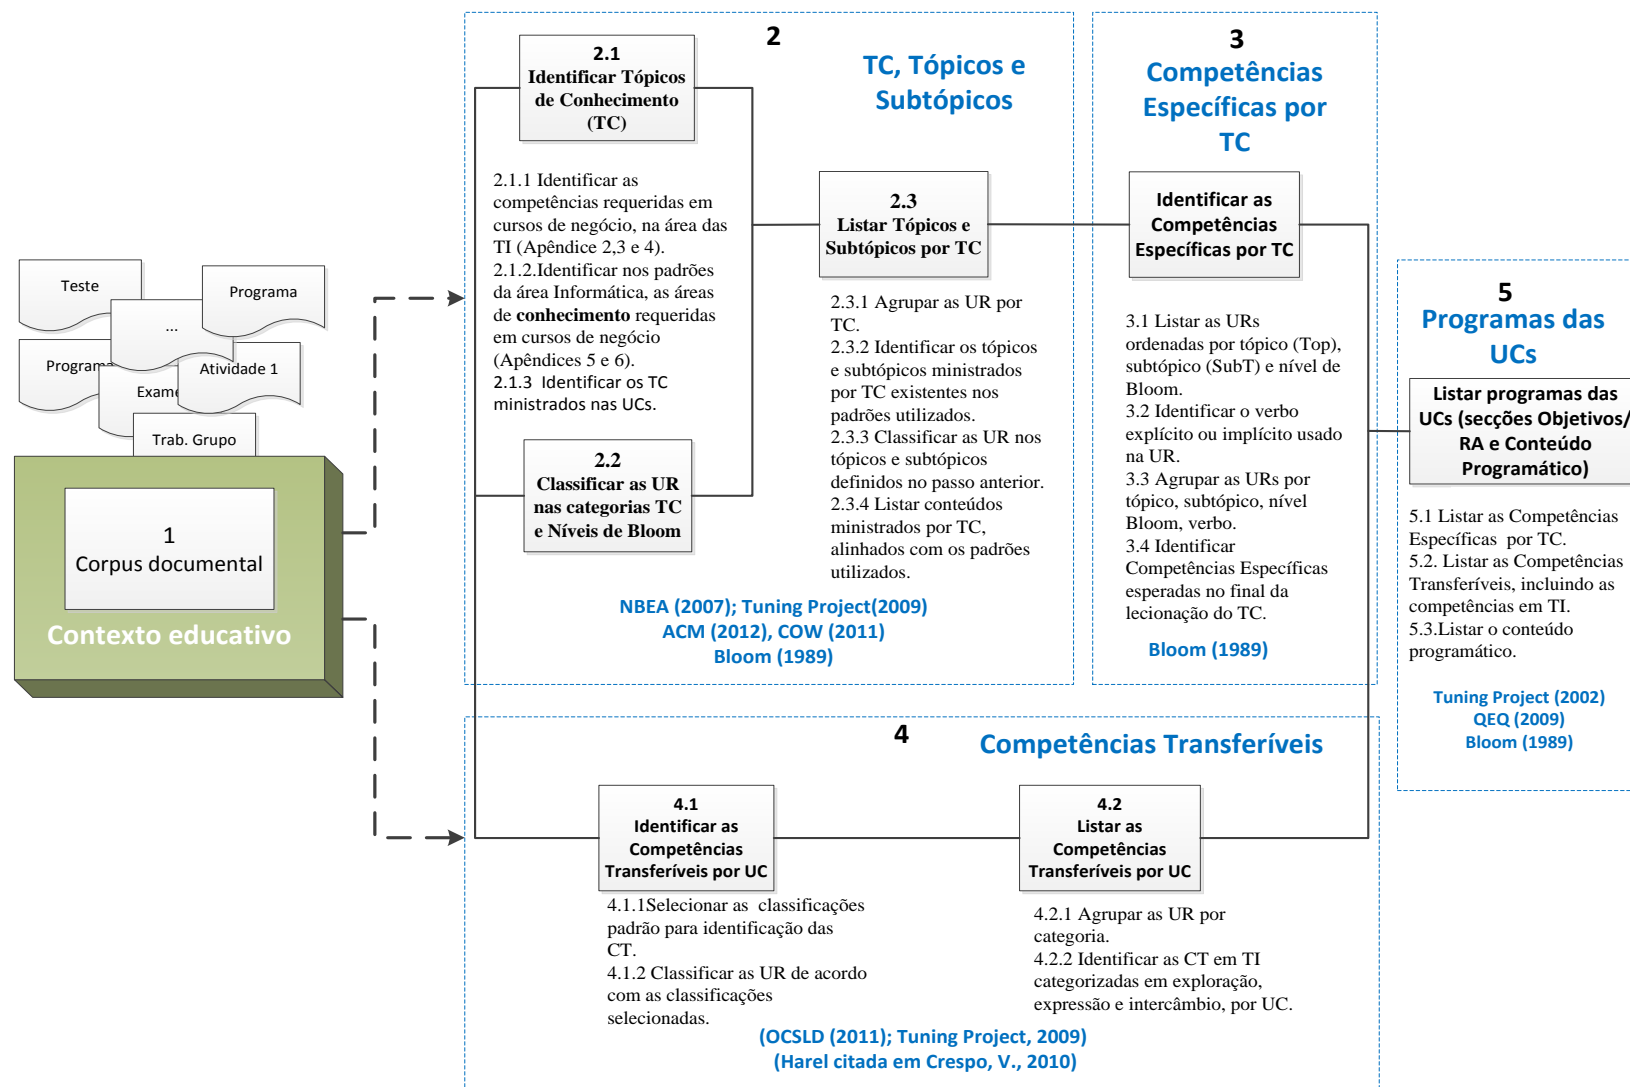 Teste
Programa
...
Programa
Atividade 1
Exame
Trab. Grupo
1
Corpus documental
Contexto educativo
2
TC, Tópicos e
Subtópicos
2.1
Identificar Tópicos
de Conhecimento
(TC)
2.1.1 Identificar as
competências requeridas em
cursos de negócio, na área das
TI (Apêndice 2,3 e 4).
2.1.2.Identificar nos padrões
da área Informática, as áreas
de conhecimento requeridas
em cursos de negócio
(Apêndices 5 e 6).
2.1.3  Identificar os TC
ministrados nas UCs.
2.2
Classificar as UR
nas categorias TC
e Níveis de Bloom
2.3
Listar Tópicos e
Subtópicos por TC
2.3.1 Agrupar as UR por
TC.
2.3.2 Identificar os tópicos
e subtópicos ministrados
por TC existentes nos
padrões utilizados.
2.3.3 Classificar as UR nos
tópicos e subtópicos
definidos no passo anterior.
2.3.4 Listar conteúdos
ministrados por TC,
alinhados com os padrões
utilizados.
NBEA (2007); Tuning Project(2009)
ACM (2012), COW (2011)
Bloom (1989)
3
Competências
Específicas por
TC
Identificar as
Competências
Específicas por TC
3.1 Listar as URs
ordenadas por tópico (Top),
subtópico (SubT) e nível de
Bloom.
3.2 Identificar o verbo
explícito ou implícito usado
na UR.
3.3 Agrupar as URs por
tópico, subtópico, nível
Bloom, verbo.
3.4 Identificar
Competências Específicas
esperadas no final da
lecionação do TC.
Bloom (1989)
4
Competências Transferíveis
4.1
Identificar as
Competências
Transferíveis por UC
4.1.1Selecionar as  classificações
padrão para identificação das
CT.
4.1.2 Classificar as UR de acordo
com as classificações
selecionadas.
4.2
Listar as
Competências
Transferíveis por UC
4.2.1 Agrupar as UR por
categoria.
4.2.2 Identificar as CT em TI
categorizadas em exploração,
expressão e intercâmbio, por UC.
(OCSLD (2011); Tuning Project, 2009)
(Harel citada em Crespo, V., 2010)
5
Programas das
UCs
Listar programas das
UCs (secções Objetivos/
RA e Conteúdo
Programático)
5.1 Listar as Competências
Específicas  por TC.
5.2. Listar as Competências
Transferíveis, incluindo as
competências em TI.
5.3.Listar o conteúdo
programático.
Tuning Project (2002)
QEQ (2009)
Bloom (1989)